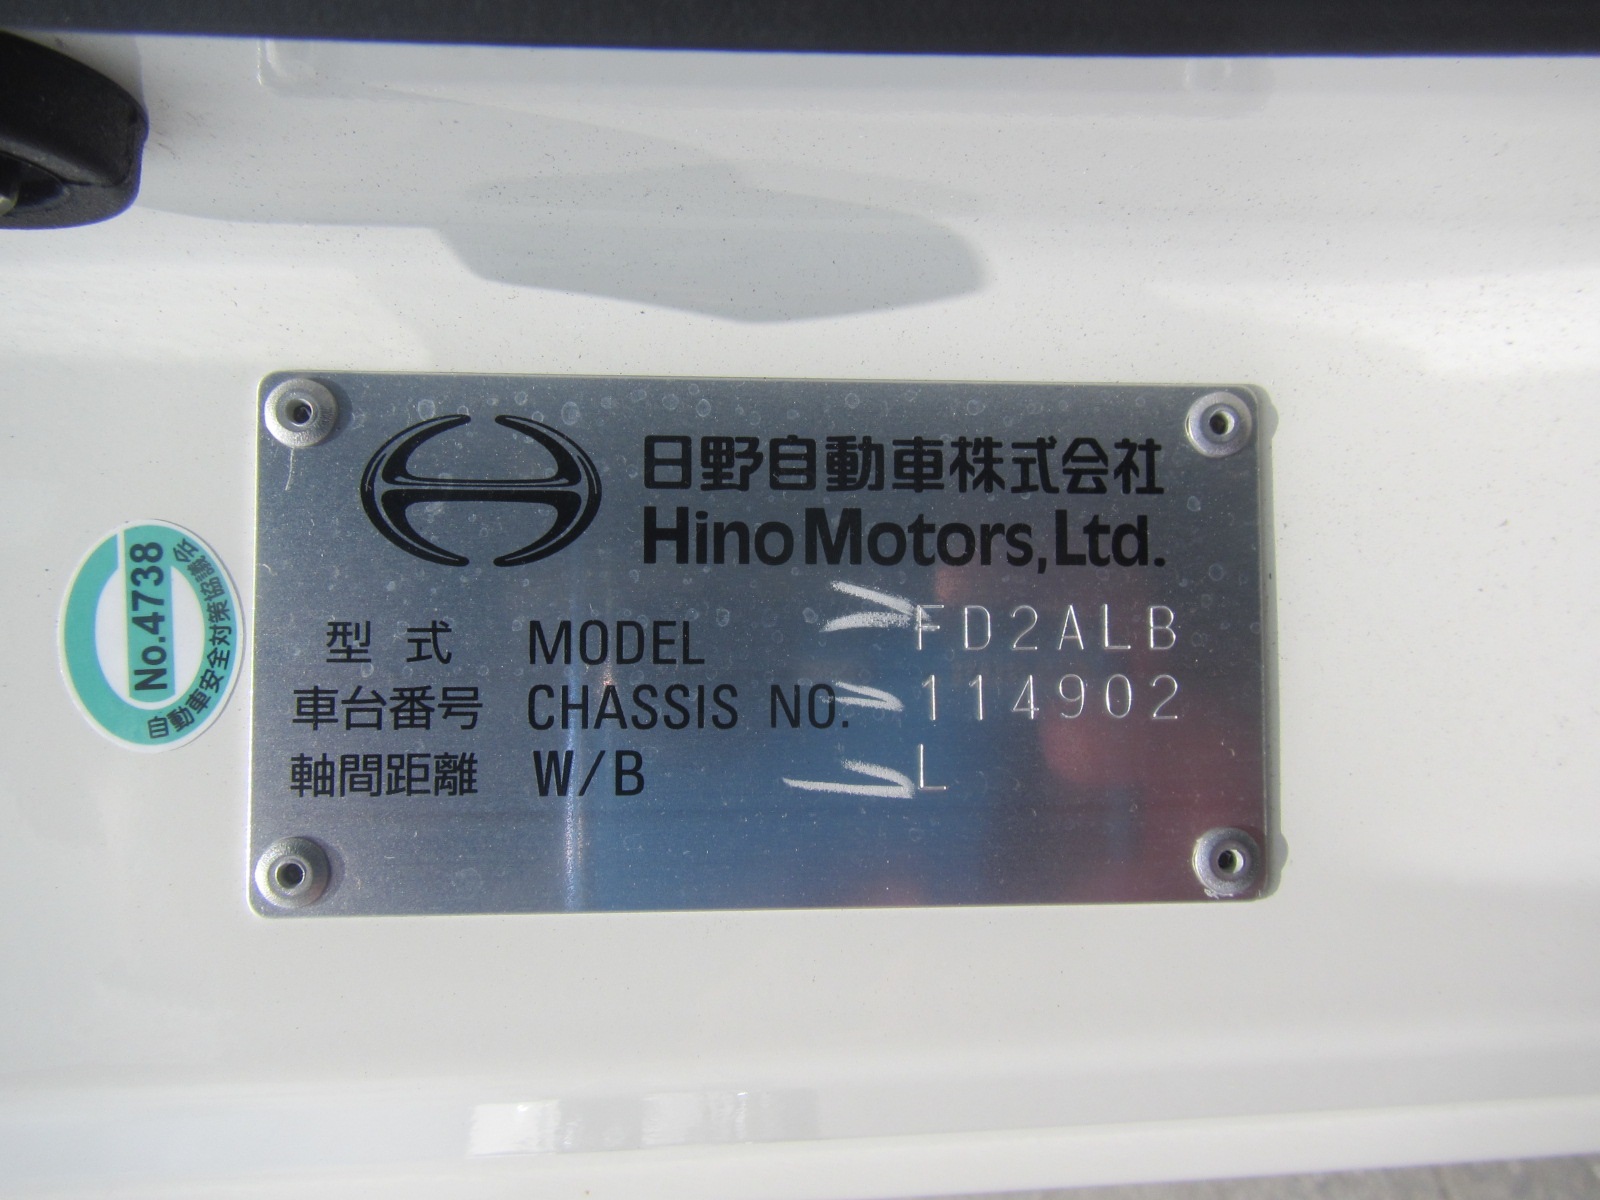 日野自動車株式会社
Hino Motors, Ltd.
型式 MODEL FD2ALB
車台番号 CHASSIS NO. 114902
軸間距離 W/B L
No.4738
自動車安全対策協議会